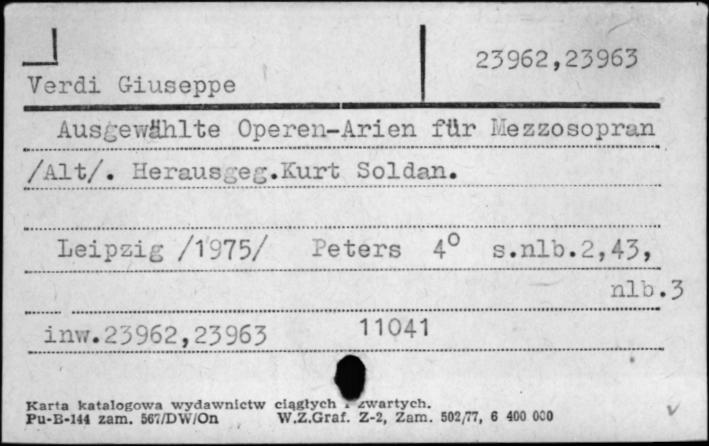 23962,23963
Verdi Giuseppe
Ausgewählte Operen-Arien für Mezzosopran
/Alt/. Herausgeg.Kurt Soldan.
Leipzig /1975/ Peters 4° s.nlb.2,43,
nlb.3
inw.23962,23963 11041
Karta katalogowa wydawnictw ciągłych i zwartych.
Pu-B-144 zam. 567/DW/On W.Z.Graf. Z-2, Zam. 502/77, 6 400 000
v